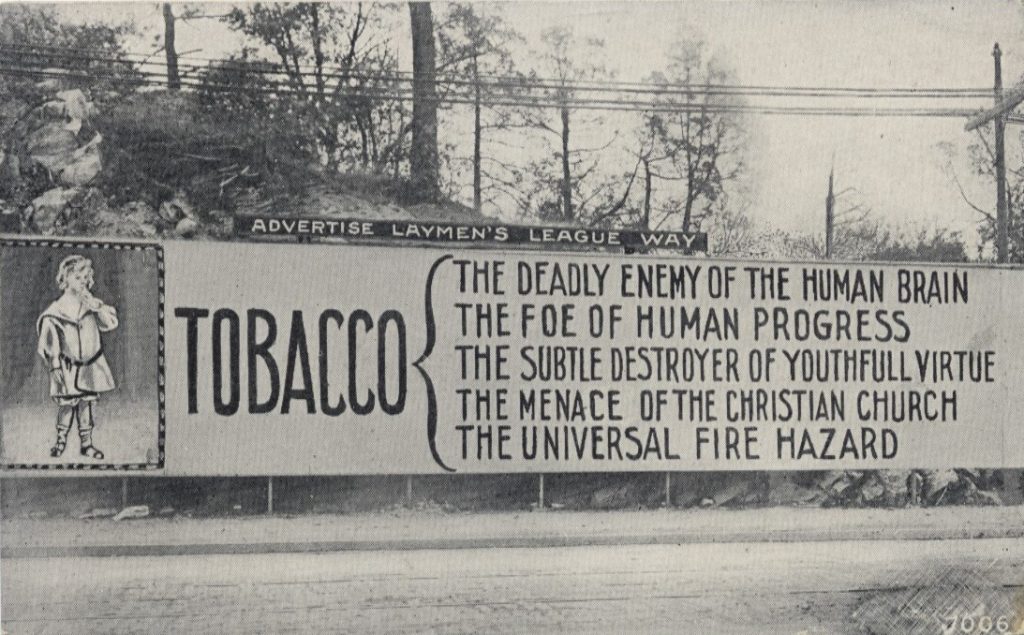 ADVERTISE LAYMEN'S LEAGUE WAY
TOBACCO
THE DEADLY ENEMY OF THE HUMAN BRAIN
THE FOE OF HUMAN PROGRESS
THE SUBTLE DESTROYER OF YOUTHFULL VIRTUE
THE MENACE OF THE CHRISTIAN CHURCH
THE UNIVERSAL FIRE HAZARD
7006